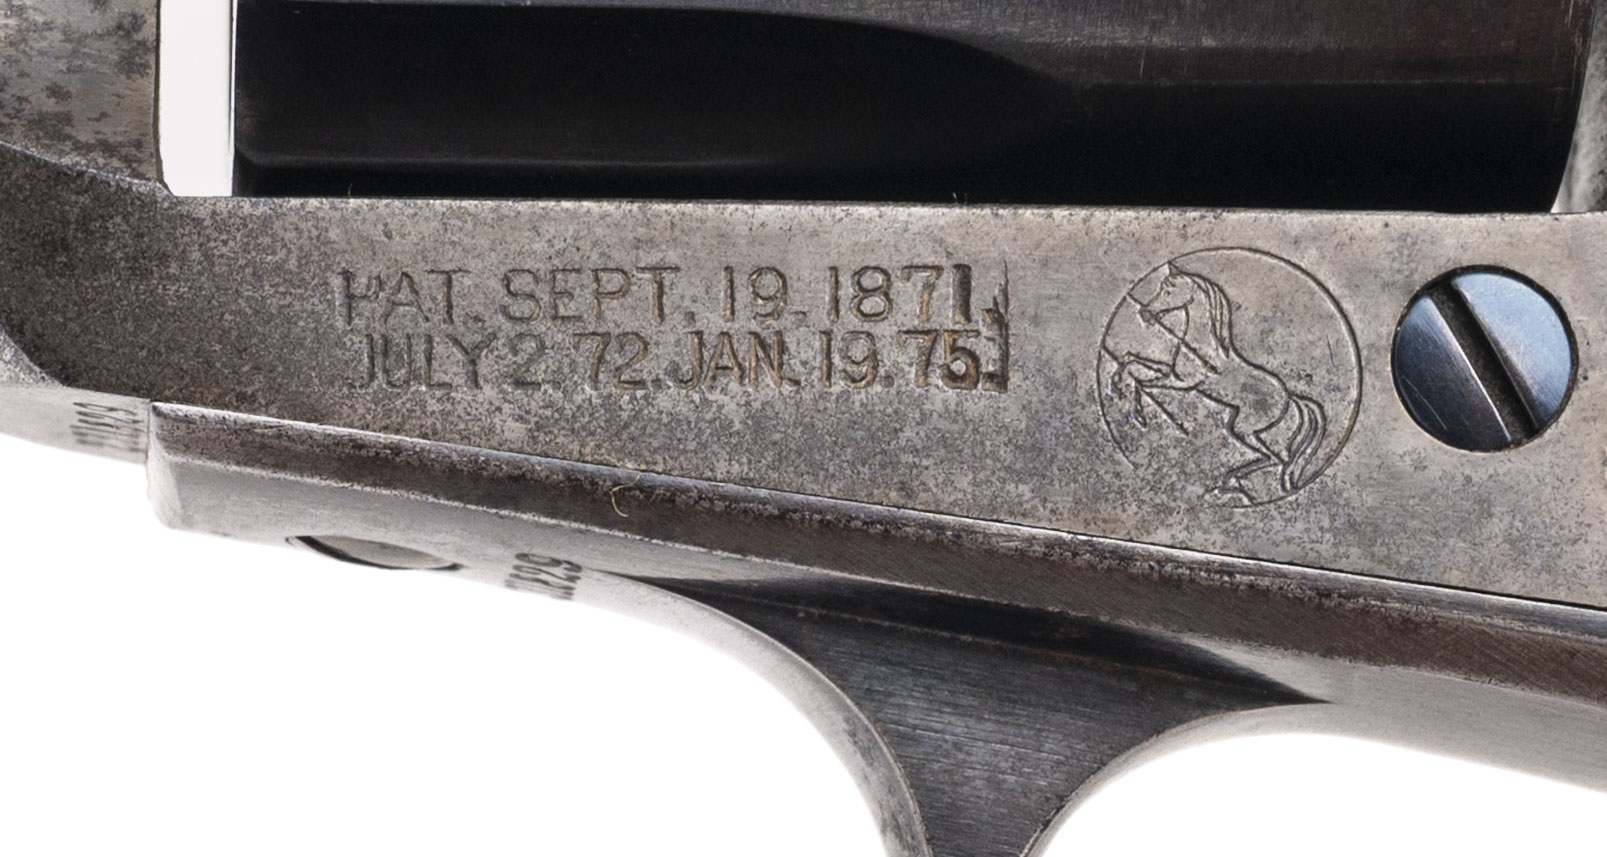 PAT. SEPT. 19. 1871.
JULY 2. 72. JAN. 19. 75.